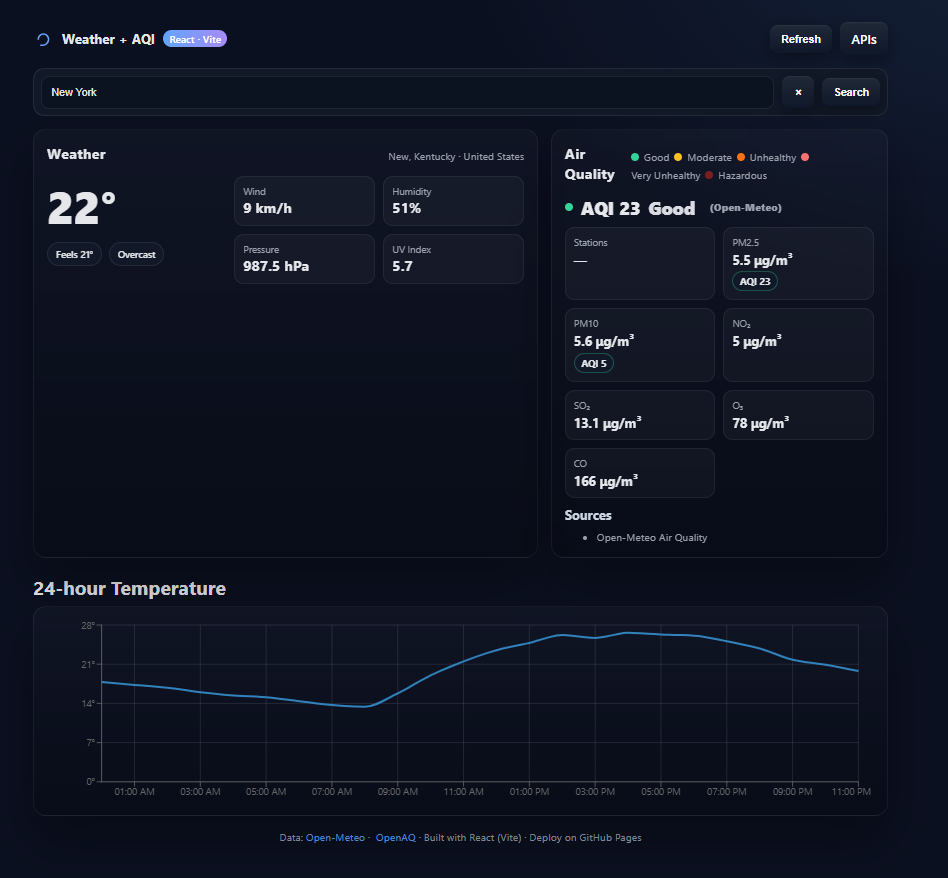 Weather + AQI React · Vite Refresh APIs
New York × Search
Weather New, Kentucky · United States
22°
Feels 21° Overcast
Wind
9 km/h
Humidity
51%
Pressure
987.5 hPa
UV Index
5.7
Air Quality
Good Moderate Unhealthy
Very Unhealthy Hazardous
AQI 23 Good (Open-Meteo)
Stations
—
PM2.5
5.5 µg/m³
AQI 23
PM10
5.6 µg/m³
AQI 5
NO₂
5 µg/m³
SO₂
13.1 µg/m³
O₃
78 µg/m³
CO
166 µg/m³
Sources
• Open-Meteo Air Quality
24-hour Temperature
28°
21°
14°
7°
0°
01:00 AM 03:00 AM 05:00 AM 07:00 AM 09:00 AM 11:00 AM 01:00 PM 03:00 PM 05:00 PM 07:00 PM 09:00 PM 11:00 PM
Data: Open-Meteo · OpenAQ · Built with React (Vite) · Deploy on GitHub Pages